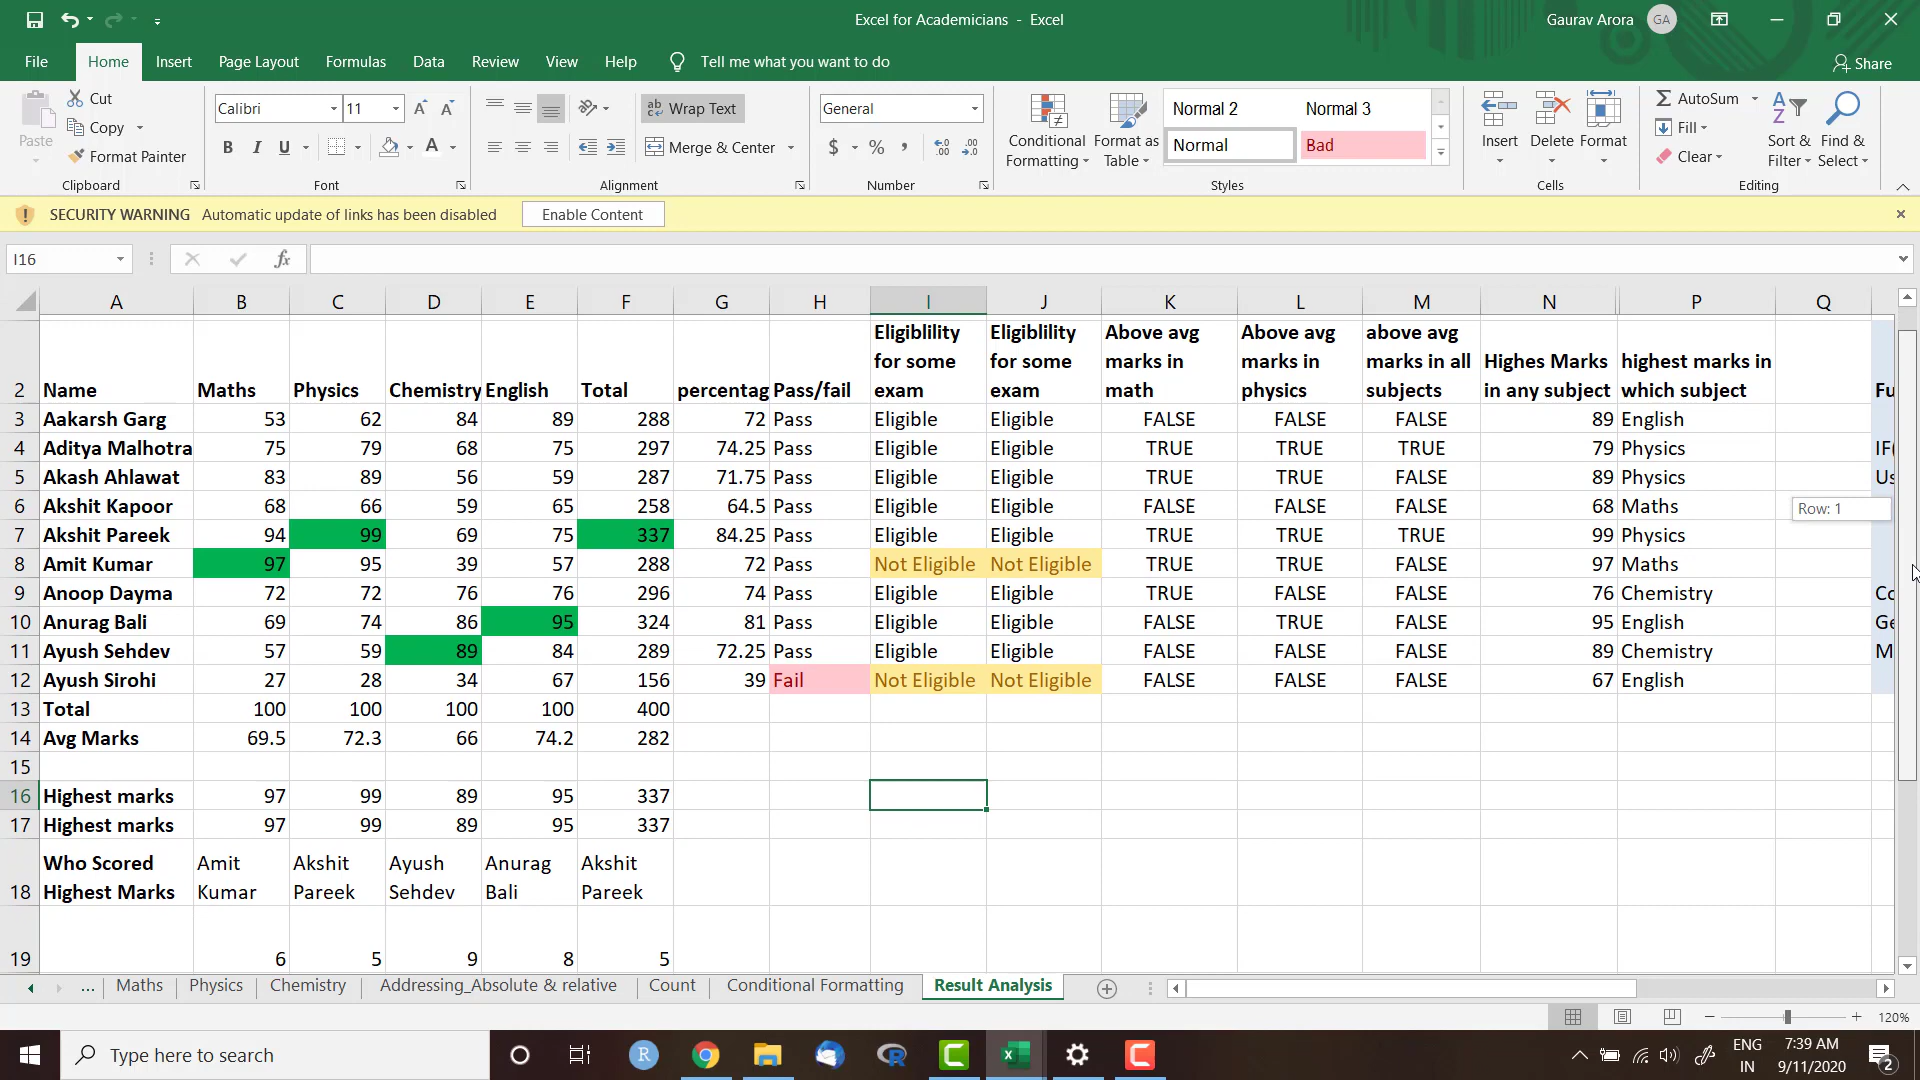 Excel for Academicians - Excel
Gaurav Arora GA
File Home Insert Page Layout Formulas Data Review View Help Tell me what you want to do Share
Paste Cut Copy Format Painter Clipboard
Calibri 11 B I U A Font
Wrap Text Merge & Center Alignment
General $ % , Number
Conditional Formatting Format as Table Normal 2 Normal 3 Normal Bad Styles
Insert Delete Format Cells
AutoSum Fill Clear Sort & Filter Find & Select Editing
SECURITY WARNING Automatic update of links has been disabled Enable Content
I16 fx
A B C D E F G H I J K L M N P Q
2 Name Maths Physics Chemistry English Total percentag Pass/fail Eligiblility for some exam Eligiblility for some exam Above avg marks in math Above avg marks in physics above avg marks in all subjects Highes Marks in any subject highest marks in which subject Fu
3 Aakarsh Garg 53 62 84 89 288 72 Pass Eligible Eligible FALSE FALSE FALSE 89 English
4 Aditya Malhotra 75 79 68 75 297 74.25 Pass Eligible Eligible TRUE TRUE TRUE 79 Physics IF(
5 Akash Ahlawat 83 89 56 59 287 71.75 Pass Eligible Eligible TRUE TRUE FALSE 89 Physics Us
6 Akshit Kapoor 68 66 59 65 258 64.5 Pass Eligible Eligible FALSE FALSE FALSE 68 Maths
Row: 1
7 Akshit Pareek 94 99 69 75 337 84.25 Pass Eligible Eligible TRUE TRUE TRUE 99 Physics
8 Amit Kumar 97 95 39 57 288 72 Pass Not Eligible Not Eligible TRUE TRUE FALSE 97 Maths
9 Anoop Dayma 72 72 76 76 296 74 Pass Eligible Eligible TRUE FALSE FALSE 76 Chemistry
10 Anurag Bali 69 74 86 95 324 81 Pass Eligible Eligible FALSE TRUE FALSE 95 English Ge
11 Ayush Sehdev 57 59 89 84 289 72.25 Pass Eligible Eligible FALSE FALSE FALSE 89 Chemistry M
12 Ayush Sirohi 27 28 34 67 156 39 Fail Not Eligible Not Eligible FALSE FALSE FALSE 67 English
13 Total 100 100 100 100 400
14 Avg Marks 69.5 72.3 66 74.2 282
15
16 Highest marks 97 99 89 95 337
17 Highest marks 97 99 89 95 337
18 Who Scored Highest Marks Amit Kumar Akshit Pareek Ayush Sehdev Anurag Bali Akshit Pareek
19 6 5 9 8 5
... Maths Physics Chemistry Addressing_Absolute & relative Count Conditional Formatting Result Analysis
120%
Type here to search R R ENG IN 7:39 AM 9/11/2020 2